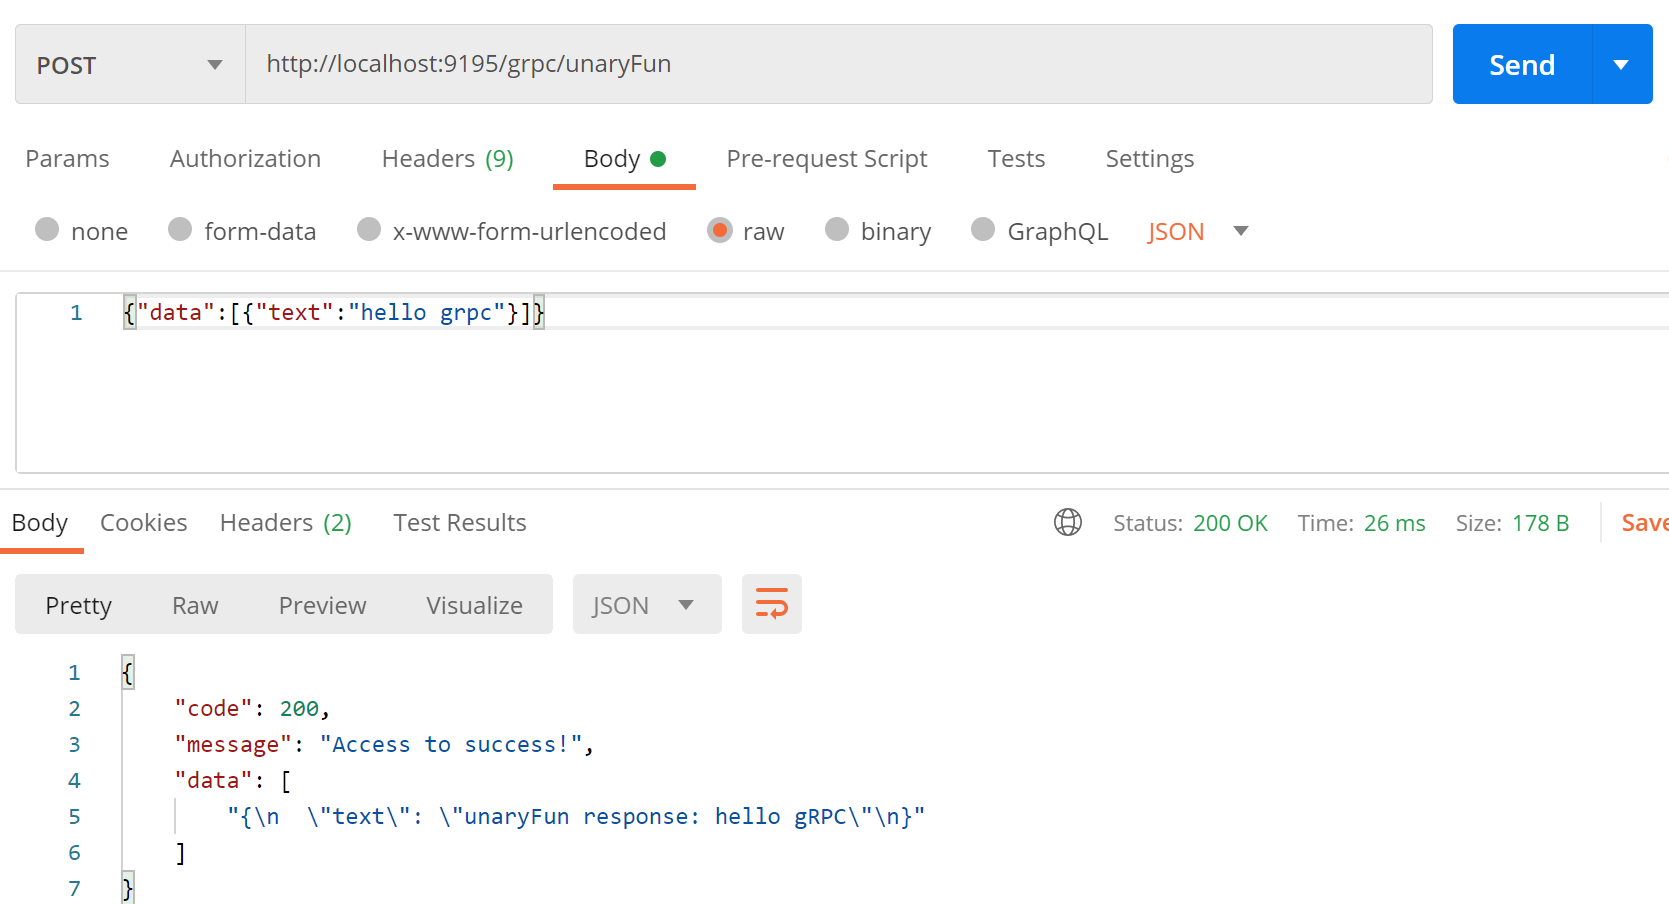 POST http://localhost:9195/grpc/unaryFun Send
Params Authorization Headers (9) Body Pre-request Script Tests Settings
none form-data x-www-form-urlencoded raw binary GraphQL JSON
1 {"data":[{"text":"hello grpc"}]}
Body Cookies Headers (2) Test Results Status: 200 OK Time: 26 ms Size: 178 B Save
Pretty Raw Preview Visualize JSON
1 {
2 "code": 200,
3 "message": "Access to success!",
4 "data": [
5 "{\n  \"text\": \"unaryFun response: hello gRPC\"\n}"
6 ]
7 }